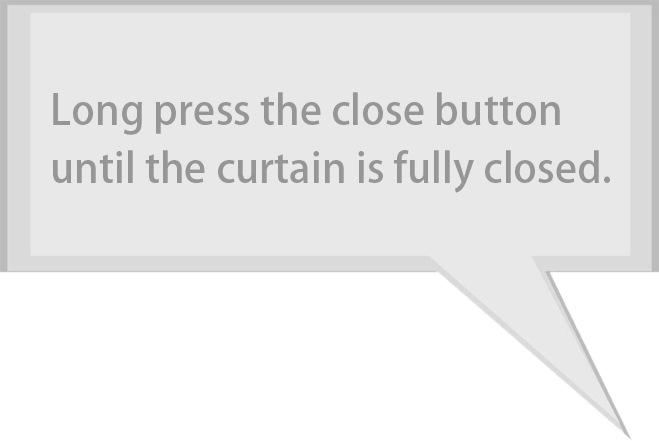 Long press the close button
until the curtain is fully closed.